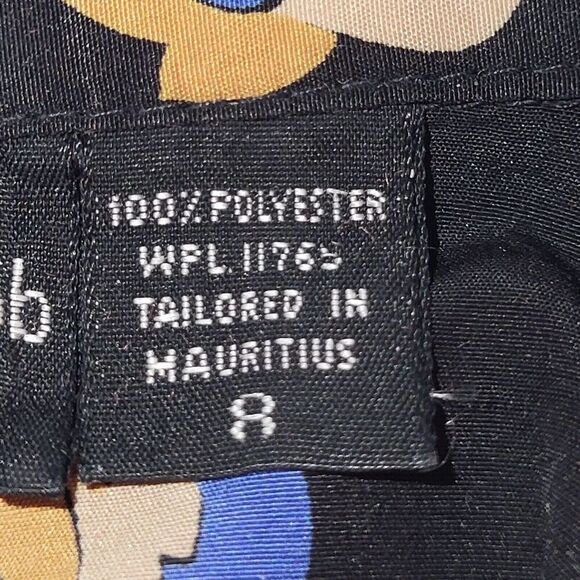 100% POLYESTER
WPL 11765
TAILORED IN
MAURITIUS
8